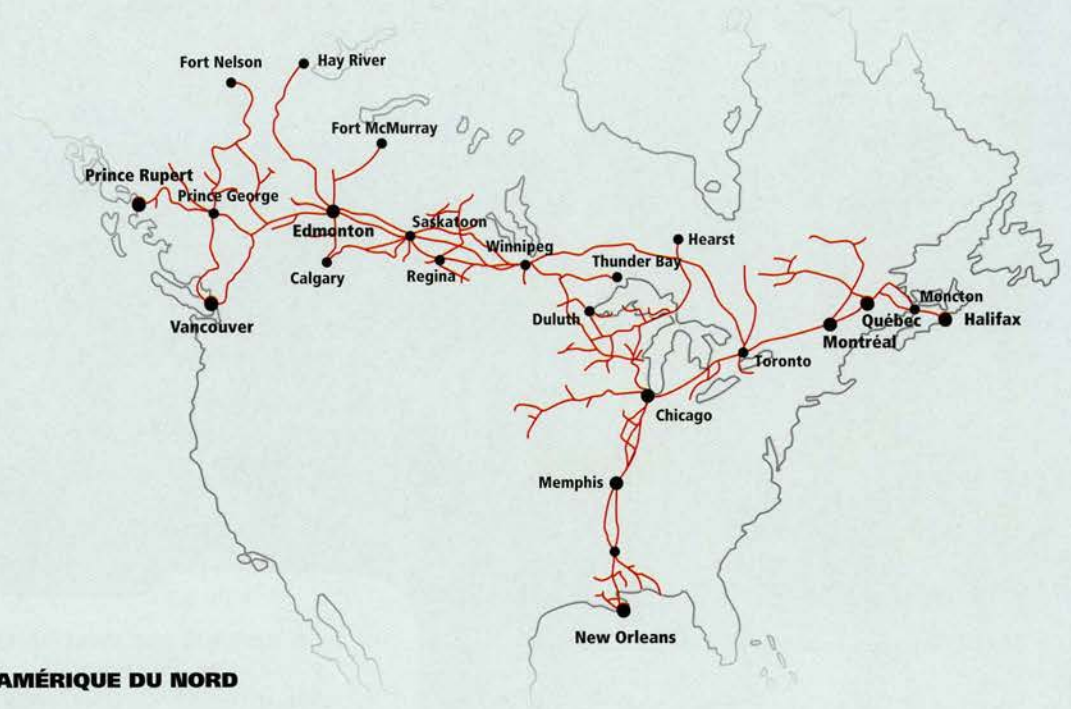 Fort Nelson
Hay River
Fort McMurray
Prince Rupert
Prince George
Edmonton
Saskatoon
Winnipeg
Hearst
Calgary
Regina
Thunder Bay
Moncton
Vancouver
Duluth
Québec
Halifax
Montréal
Toronto
Chicago
Memphis
New Orleans
AMÉRIQUE DU NORD